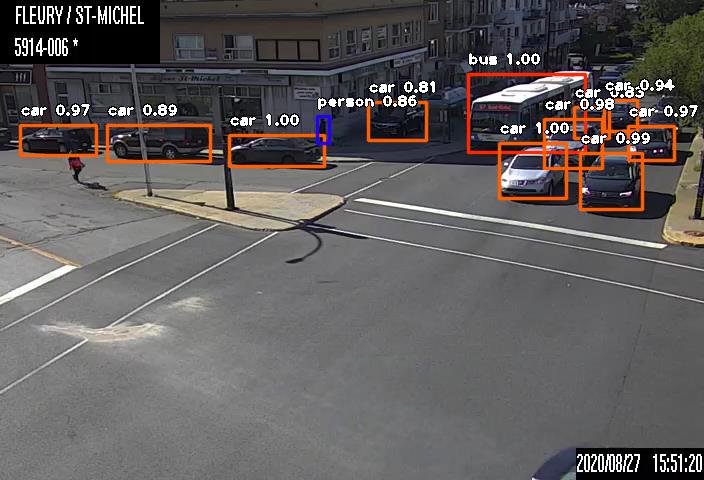 FLEURY / ST-MICHEL
5914-006 *
bus 1.00
car 0.81
car 0.94
person 0.86
car 0.97
car 0.89
car 1.00
car 0.98
car 0.97
car 1.00
car 0.99
2020/08/27 15:51:20